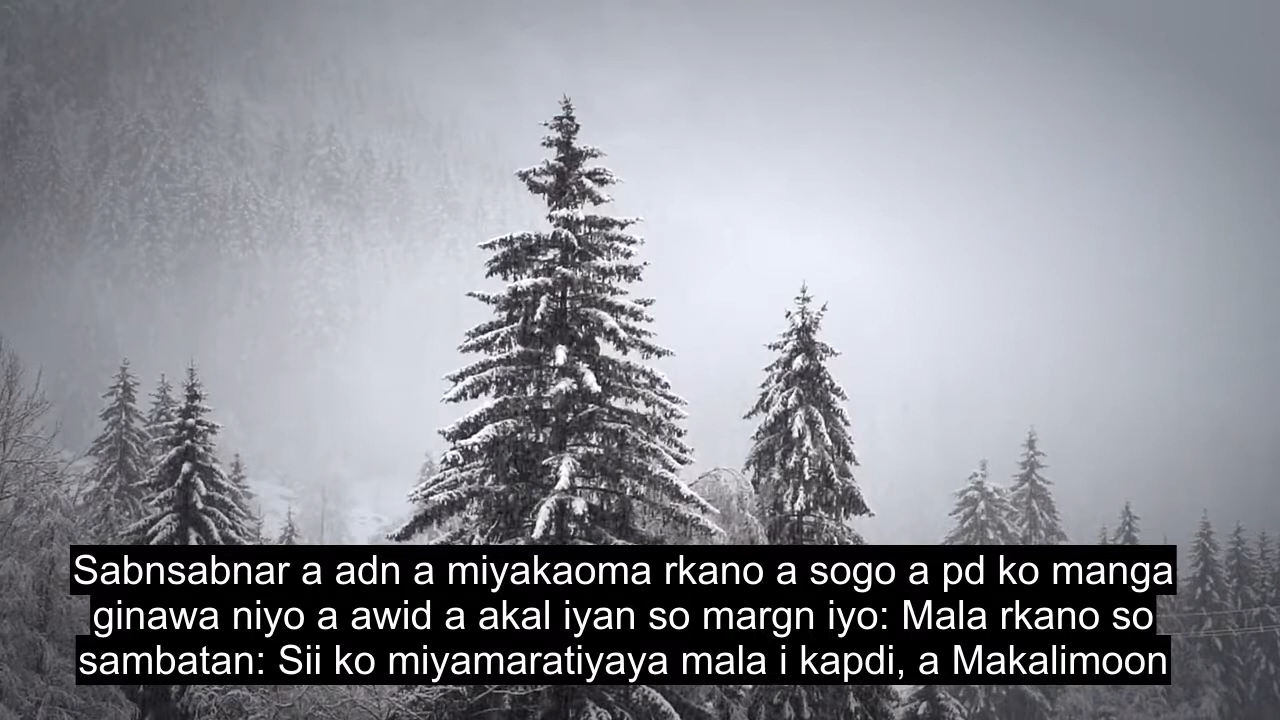 Sabnsabnar a adn a miyakaoma rkano a sogo a pd ko manga
ginawa niyo a awid a akal iyan so margn iyo: Mala rkano so
sambatan: Sii ko miyamaratiyaya mala i kapdi, a Makalimoon